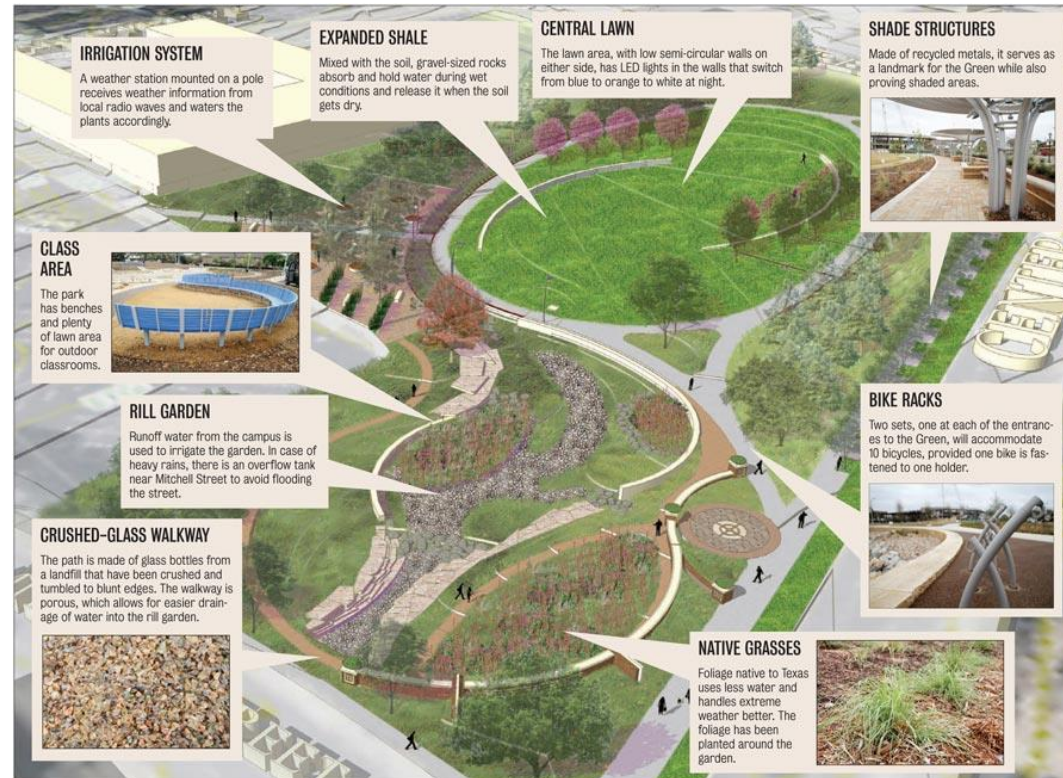 IRRIGATION SYSTEM
A weather station mounted on a pole
receives weather information from
local radio waves and waters the
plants accordingly.
EXPANDED SHALE
Mixed with the soil, gravel-sized rocks
absorb and hold water during wet
conditions and release it when the soil
gets dry.
CENTRAL LAWN
The lawn area, with low semi-circular walls on
either side, has LED lights in the walls that switch
from blue to orange to white at night.
SHADE STRUCTURES
Made of recycled metals, it serves as
a landmark for the Green while also
proving shaded areas.
CLASS
AREA
The park
has benches
and plenty
of lawn area
for outdoor
classrooms.
RILL GARDEN
Runoff water from the campus is
used to irrigate the garden. In case of
heavy rains, there is an overflow tank
near Mitchell Street to avoid flooding
the street.
BIKE RACKS
Two sets, one at each of the entranc-
es to the Green, will accommodate
10 bicycles, provided one bike is fas-
tened to one holder.
CRUSHED-GLASS WALKWAY
The path is made of glass bottles from
a landfill that have been crushed and
tumbled to blunt edges. The walkway is
porous, which allows for easier drain-
age of water into the rill garden.
NATIVE GRASSES
Foliage native to Texas
uses less water and
handles extreme
weather better. The
foliage has been
planted around the
garden.